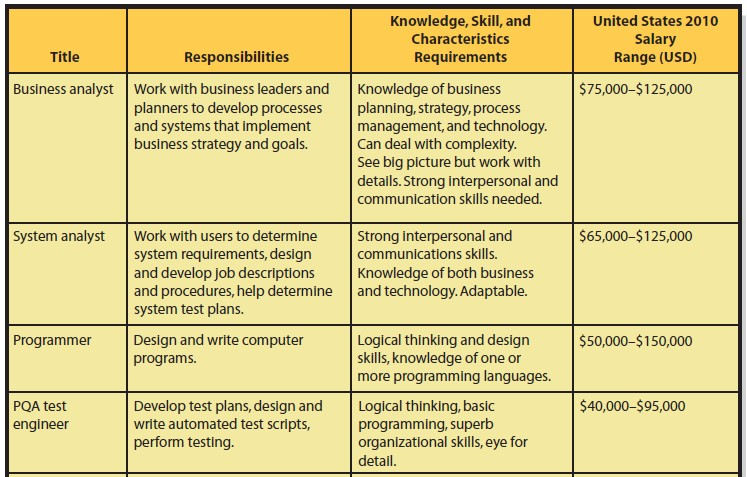 Title
Responsibilities
Knowledge, Skill, and
Characteristics
Requirements
United States 2010
Salary
Range (USD)
Business analyst
Work with business leaders and
planners to develop processes
and systems that implement
business strategy and goals.
Knowledge of business
planning, strategy, process
management, and technology.
Can deal with complexity.
See big picture but work with
details. Strong interpersonal and
communication skills needed.
$75,000–$125,000
System analyst
Work with users to determine
system requirements, design
and develop job descriptions
and procedures, help determine
system test plans.
Strong interpersonal and
communications skills.
Knowledge of both business
and technology. Adaptable.
$65,000–$125,000
Programmer
Design and write computer
programs.
Logical thinking and design
skills, knowledge of one or
more programming languages.
$50,000–$150,000
PQA test
engineer
Develop test plans, design and
write automated test scripts,
perform testing.
Logical thinking, basic
programming, superb
organizational skills, eye for
detail.
$40,000–$95,000